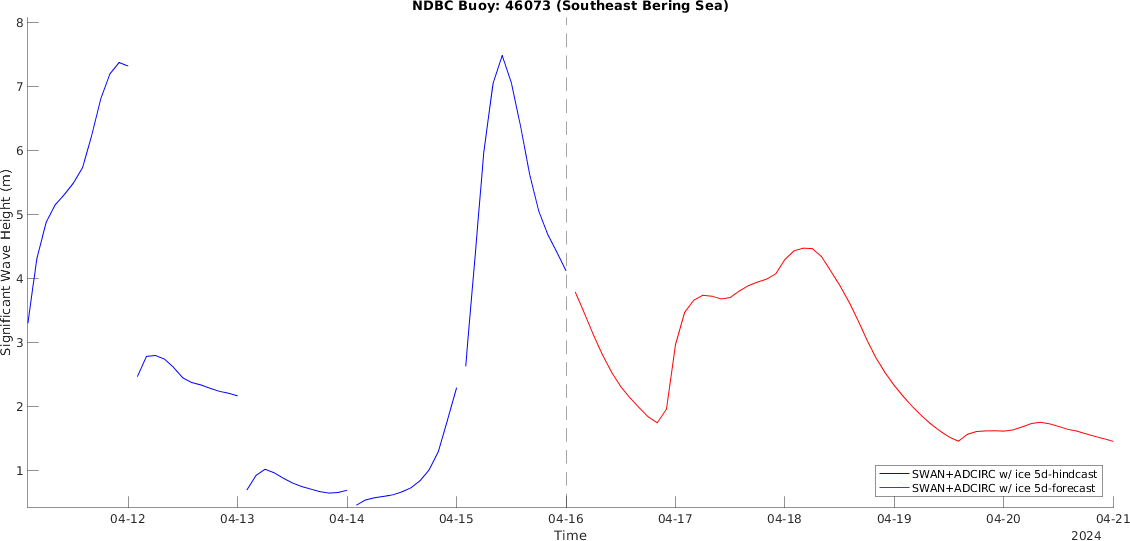 NDBC Buoy: 46073 (Southeast Bering Sea)
8
7
6
5
4
3
2
1
Significant Wave Height (m)
SWAN+ADCIRC w/ ice 5d-hindcast
SWAN+ADCIRC w/ ice 5d-forecast
04-12 04-13 04-14 04-15 04-16 04-17 04-18 04-19 04-20 04-21
Time
2024